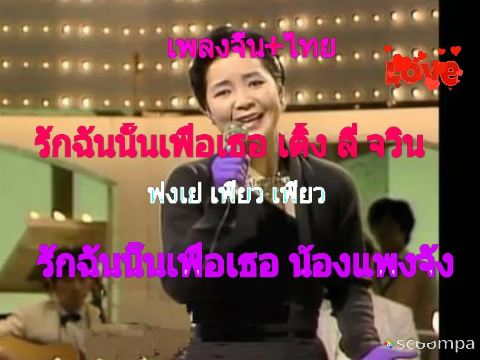 เพลงจีน+ไทย
Love
รักฉันนั้นเพื่อเธอ เติ้ง ลี่ จวิน
ฟงเย่ เพียว เพียว
รักฉันนั้นเพื่อเธอ น้องแพงจัง
scoompa